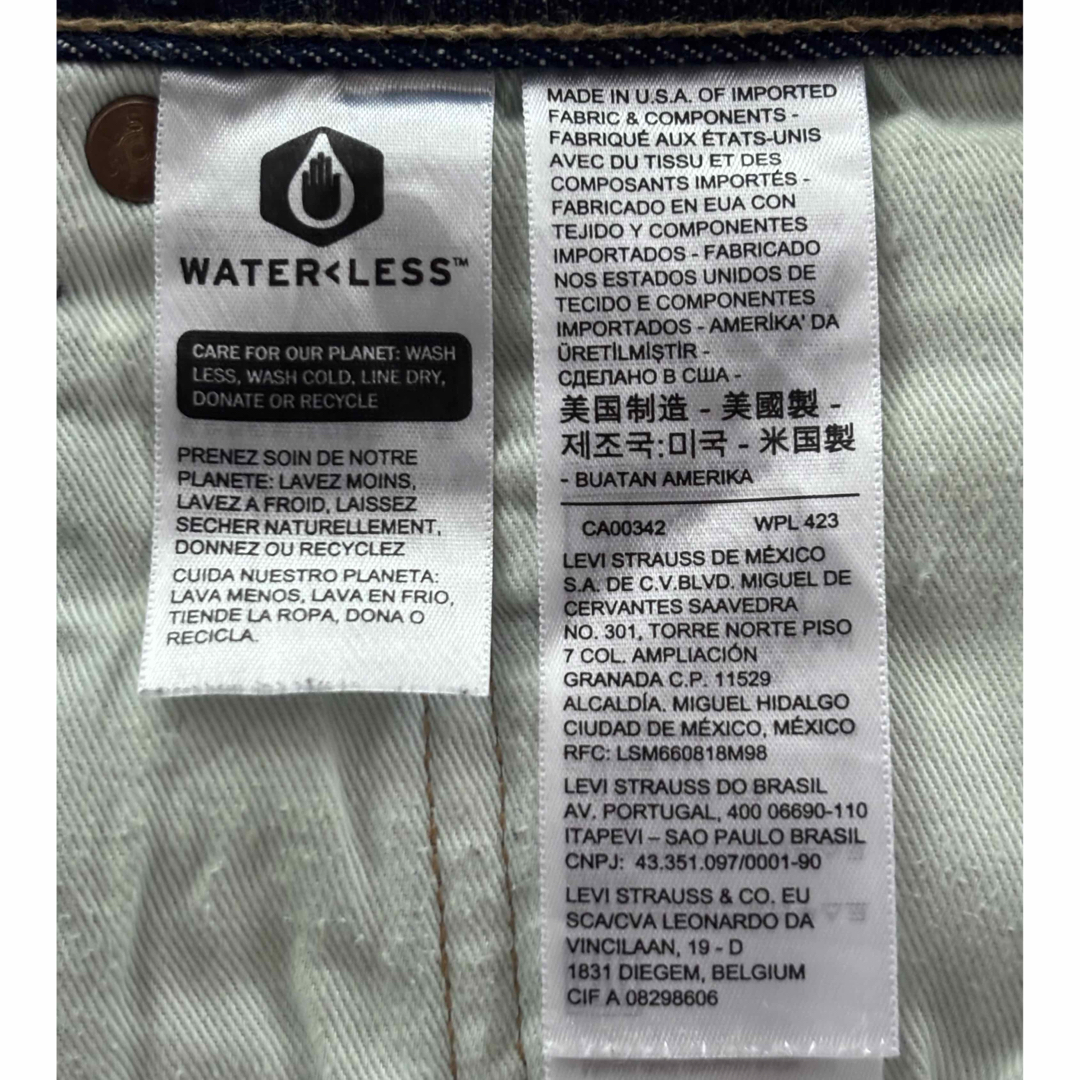 WATER<LESS™
CARE FOR OUR PLANET: WASH
LESS, WASH COLD, LINE DRY,
DONATE OR RECYCLE
PRENEZ SOIN DE NOTRE
PLANETE: LAVEZ MOINS,
LAVEZ A FROID, LAISSEZ
SECHER NATURELLEMENT,
DONNEZ OU RECYCLEZ
CUIDA NUESTRO PLANETA:
LAVA MENOS, LAVA EN FRIO,
TIENDE LA ROPA, DONA O
RECICLA.
MADE IN U.S.A. OF IMPORTED
FABRIC & COMPONENTS -
FABRIQUÉ AUX ÉTATS-UNIS
AVEC DU TISSU ET DES
COMPOSANTS IMPORTÉS -
FABRICADO EN EUA CON
TEJIDO Y COMPONENTES
IMPORTADOS - FABRICADO
NOS ESTADOS UNIDOS DE
TECIDO E COMPONENTES
IMPORTADOS - AMERİKA' DA
ÜRETİLMİŞTİR -
СДЕЛАНО В США -
美国制造 - 美國製 -
제조국:미국 - 米国製
- BUATAN AMERIKA
CA00342 WPL 423
LEVI STRAUSS DE MÉXICO
S.A. DE C.V.BLVD. MIGUEL DE
CERVANTES SAAVEDRA
NO. 301, TORRE NORTE PISO
7 COL. AMPLIACIÓN
GRANADA C.P. 11529
ALCALDÍA. MIGUEL HIDALGO
CIUDAD DE MÉXICO, MÉXICO
RFC: LSM660818M98
LEVI STRAUSS DO BRASIL
AV. PORTUGAL, 400 06690-110
ITAPEVI – SAO PAULO BRASIL
CNPJ: 43.351.097/0001-90
LEVI STRAUSS & CO. EU
SCA/CVA LEONARDO DA
VINCILAAN, 19 - D
1831 DIEGEM, BELGIUM
CIF A 08298606